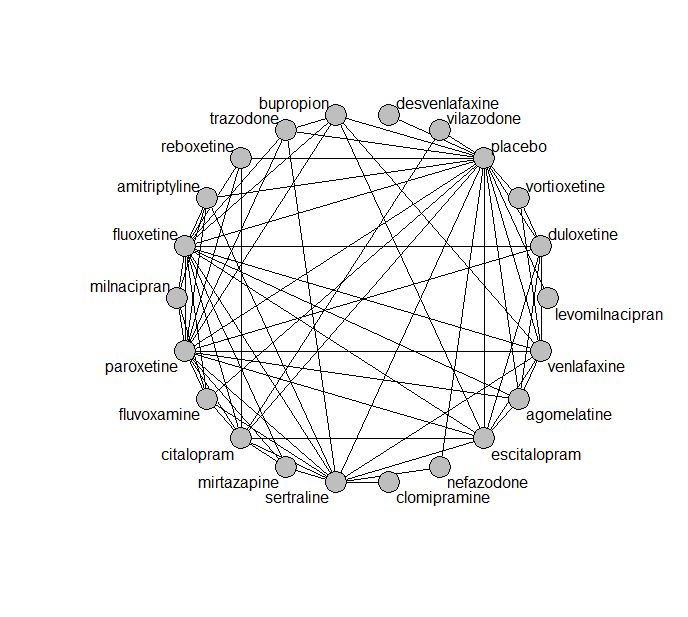 bupropion
desvenlafaxine
trazodone
vilazodone
reboxetine
placebo
amitriptyline
vortioxetine
fluoxetine
duloxetine
milnacipran
levomilnacipran
paroxetine
venlafaxine
fluvoxamine
agomelatine
citalopram
escitalopram
mirtazapine
nefazodone
sertraline
clomipramine